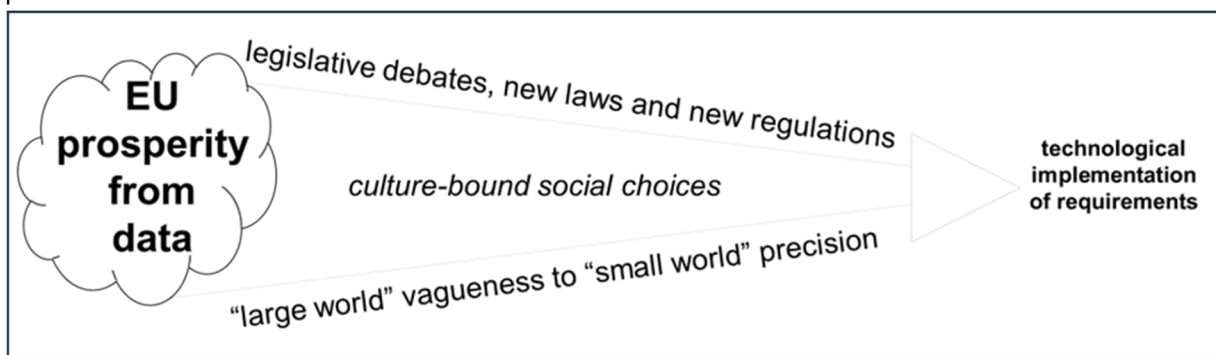 EU
prosperity
from
data
legislative debates, new laws and new regulations
culture-bound social choices
“large world” vagueness to “small world” precision
technological
implementation
of requirements